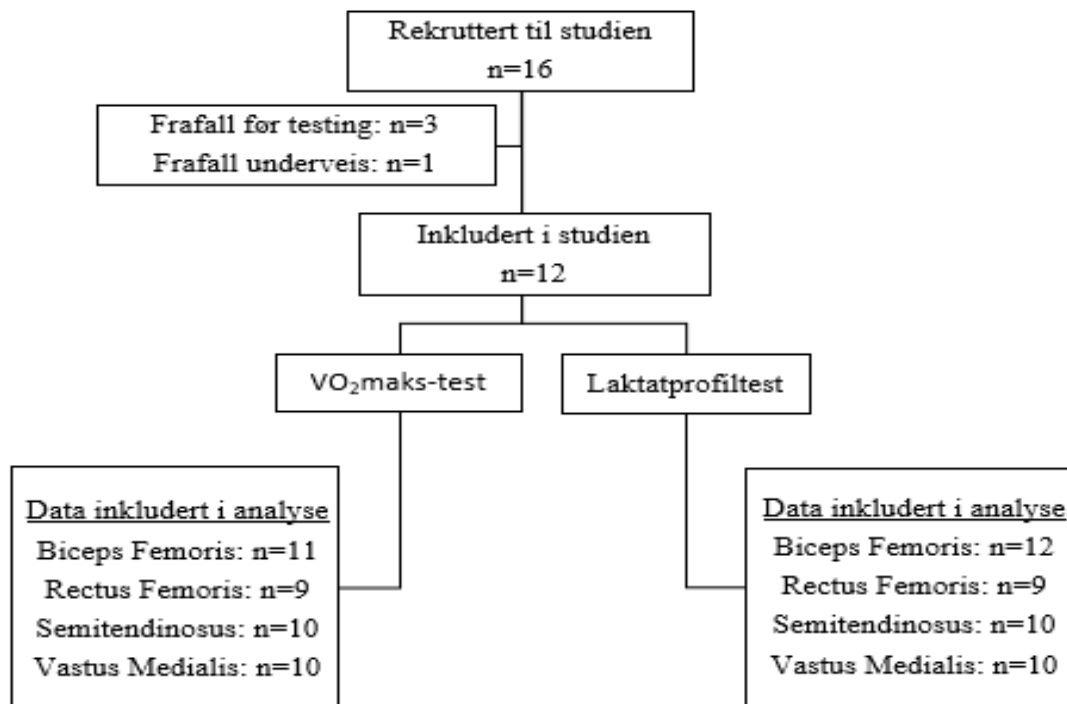 Rekruttert til studien
n=16
Frafall før testing: n=3
Frafall underveis: n=1
Inkludert i studien
n=12
VO₂maks-test
Laktatprofiltest
Data inkludert i analyse
Biceps Femoris: n=11
Rectus Femoris: n=9
Semitendinosus: n=10
Vastus Medialis: n=10
Data inkludert i analyse
Biceps Femoris: n=12
Rectus Femoris: n=9
Semitendinosus: n=10
Vastus Medialis: n=10